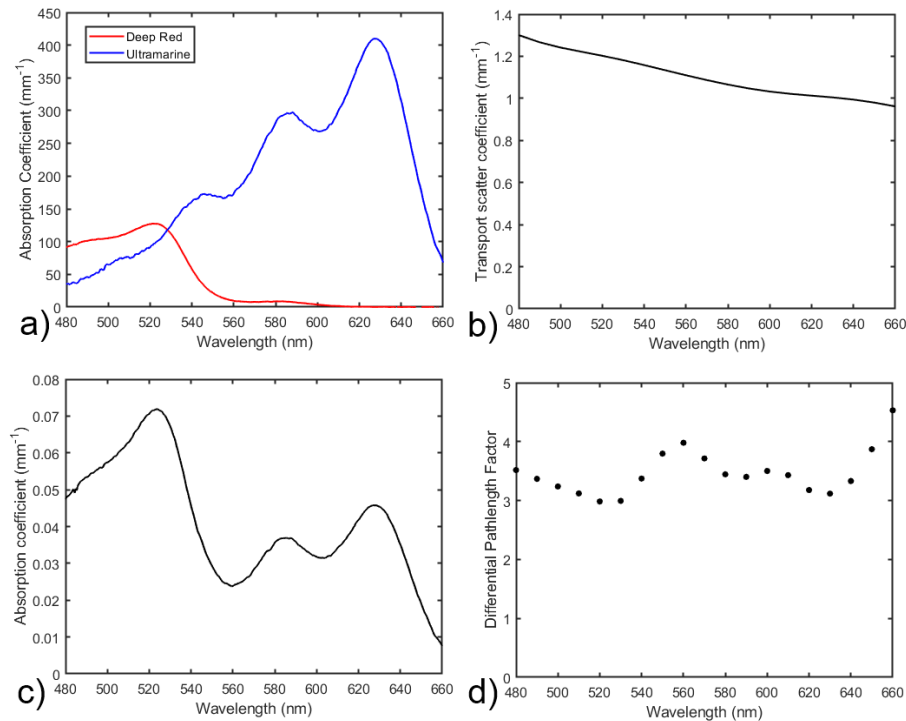 450
400
350
300
250
200
150
100
50
0
Absorption Coefficient (mm⁻¹)
Deep Red
Ultramarine
480 500 520 540 560 580 600 620 640 660
Wavelength (nm)
a)
1.4
1.2
1
0.8
0.6
0.4
0.2
0
Transport scatter coefficient (mm⁻¹)
480 500 520 540 560 580 600 620 640 660
Wavelength (nm)
b)
0.08
0.07
0.06
0.05
0.04
0.03
0.02
0.01
0
Absorption coefficient (mm⁻¹)
480 500 520 540 560 580 600 620 640 660
Wavelength (nm)
c)
5
4
3
2
1
0
Differential Pathlength Factor
480 500 520 540 560 580 600 620 640 660
Wavelength (nm)
d)